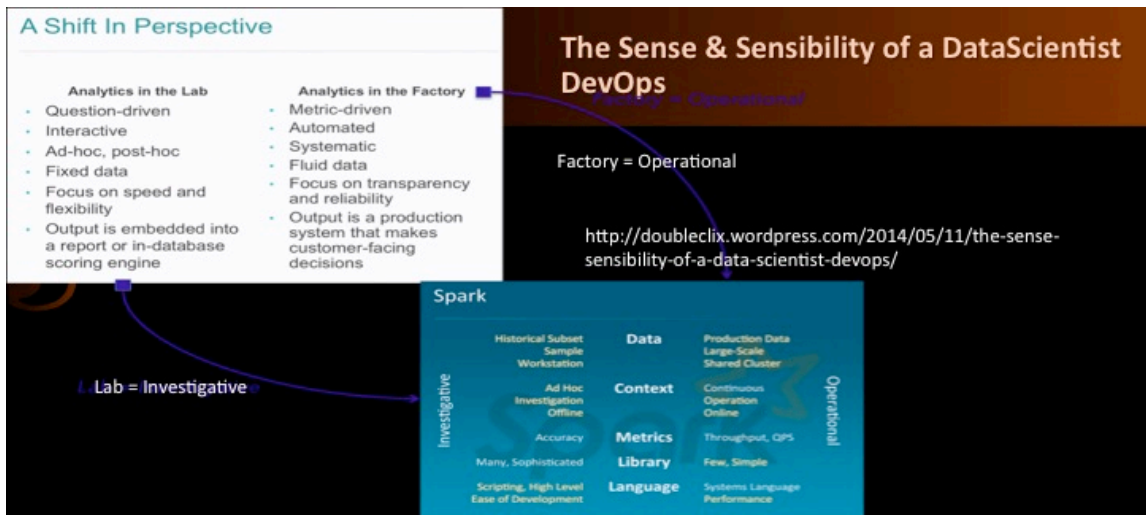 A Shift In Perspective
Analytics in the Lab
• Question-driven
• Interactive
• Ad-hoc, post-hoc
• Fixed data
• Focus on speed and
flexibility
• Output is embedded into
a report or in-database
scoring engine
Analytics in the Factory
• Metric-driven
• Automated
• Systematic
• Fluid data
• Focus on transparency
and reliability
• Output is a production
system that makes
customer-facing
decisions
The Sense & Sensibility of a DataScientist
DevOps
Factory = Operational
Factory = Operational
http://doubleclix.wordpress.com/2014/05/11/the-sense-
sensibility-of-a-data-scientist-devops/
Lab = Investigative
Spark
Investigative
Historical Subset
Sample
Workstation
Data
Production Data
Large-Scale
Shared Cluster
Ad Hoc
Investigation
Offline
Context
Continuous
Operation
Online
Accuracy
Metrics
Throughput, QPS
Many, Sophisticated
Library
Few, Simple
Scripting, High Level
Ease of Development
Language
Systems Language
Performance
Operational
Spark